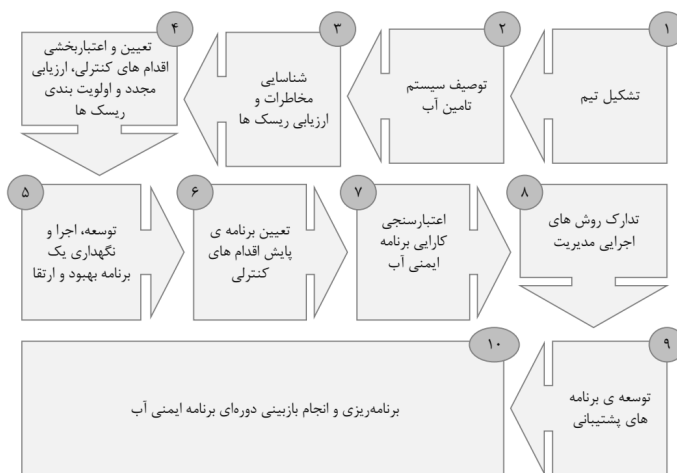 ۱
تشکیل تیم
۲
توصیف سیستم
تامین آب
۳
شناسایی
مخاطرات و
ارزیابی ریسک ها
۴
تعیین و اعتباربخشی
اقدام های کنترلی، ارزیابی
مجدد و اولویت بندی
ریسک ها
۵
توسعه، اجرا و
نگهداری یک
برنامه بهبود و ارتقا
۶
تعیین برنامه ی
پایش اقدام های
کنترلی
۷
اعتبارسنجی
کارایی برنامه
ایمنی آب
۸
تدارک روش های
اجرایی مدیریت
۹
توسعه ی برنامه
های پشتیبانی
۱۰
برنامه‌ریزی و انجام بازبینی دوره‌ای برنامه ایمنی آب